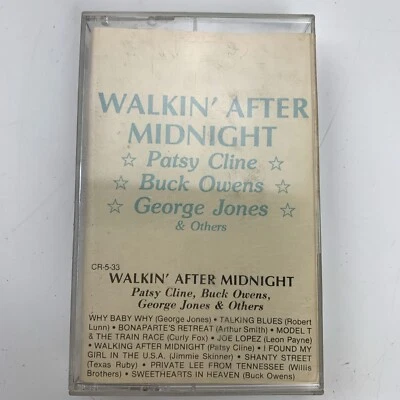 WALKIN' AFTER
MIDNIGHT
☆ Patsy Cline ☆
☆ Buck Owens ☆
☆ George Jones ☆
& Others
CR-5-33
WALKIN' AFTER MIDNIGHT
Patsy Cline, Buck Owens,
George Jones & Others
WHY BABY WHY (George Jones) • TALKING BLUES (Robert
Lunn) • BONAPARTE'S RETREAT (Arthur Smith) • MODEL T
& THE TRAIN RACE (Curly Fox) • JOE LOPEZ (Leon Payne)
• WALKING AFTER MIDNIGHT (Patsy Cline) • I FOUND MY
GIRL IN THE U.S.A. (Jimmie Skinner) • SHANTY STREET
(Texas Ruby) • PRIVATE LEE FROM TENNESSEE (Willis
Brothers) • SWEETHEARTS IN HEAVEN (Buck Owens)